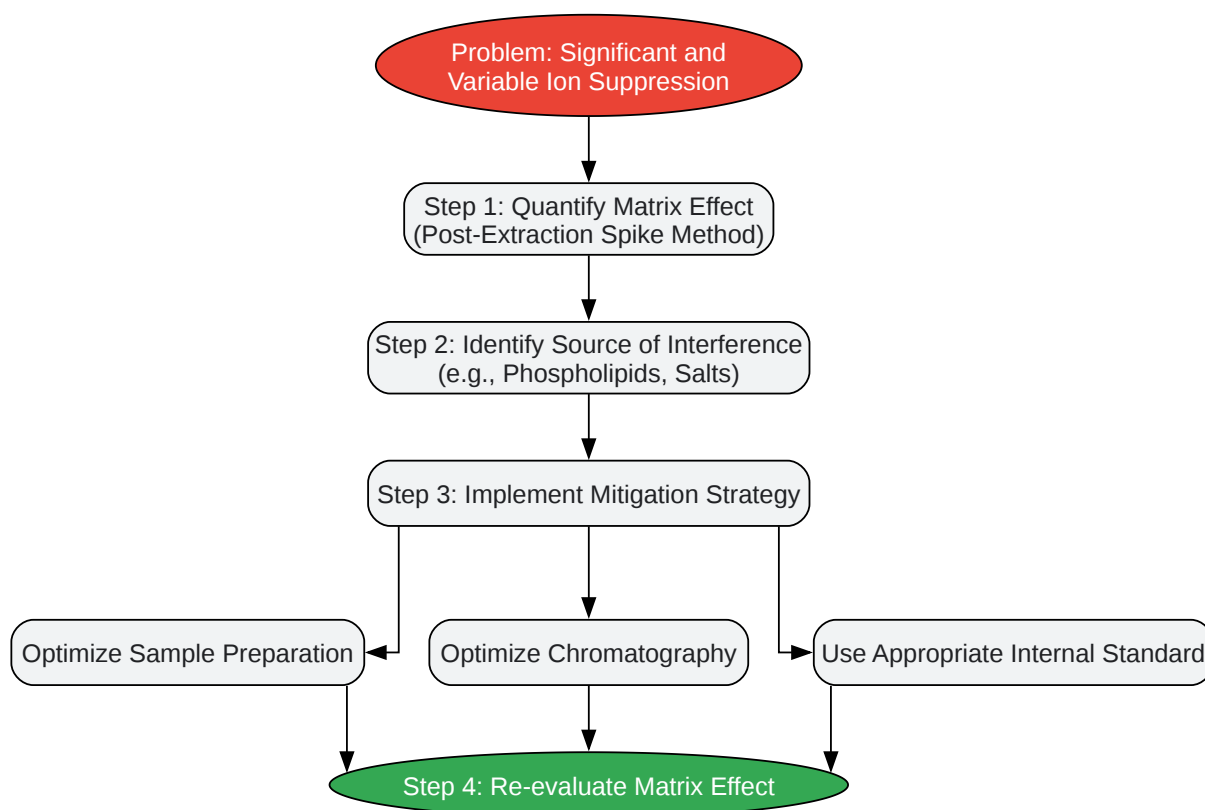 Problem: Significant and
Variable Ion Suppression
Step 1: Quantify Matrix Effect
(Post-Extraction Spike Method)
Step 2: Identify Source of Interference
(e.g., Phospholipids, Salts)
Step 3: Implement Mitigation Strategy
Optimize Sample Preparation
Optimize Chromatography
Use Appropriate Internal Standard
Step 4: Re-evaluate Matrix Effect